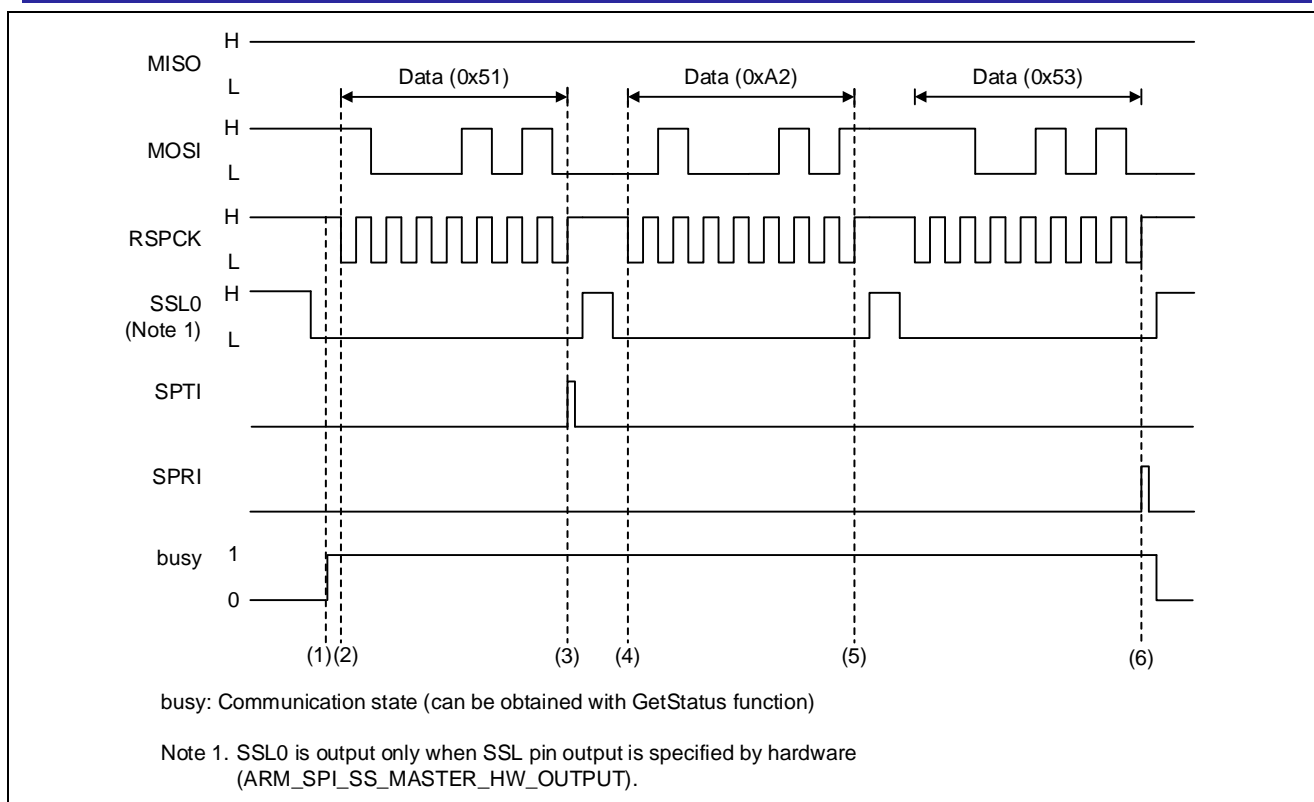 H
MISO
L
Data (0x51)
Data (0xA2)
Data (0x53)
H
MOSI
L
H
RSPCK
L
H
SSL0
(Note 1)
L
SPTI
SPRI
busy
1
0
(1) (2) (3) (4) (5) (6)
busy: Communication state (can be obtained with GetStatus function)
Note 1. SSL0 is output only when SSL pin output is specified by hardware
(ARM_SPI_SS_MASTER_HW_OUTPUT).